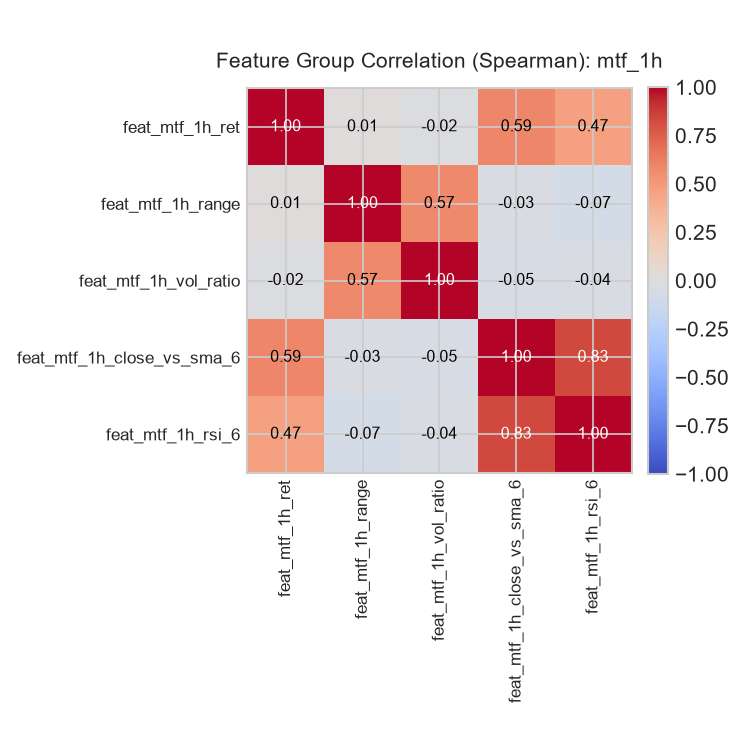 Feature Group Correlation (Spearman): mtf_1h
feat_mtf_1h_ret 1.00 0.01 -0.02 0.59 0.47
feat_mtf_1h_range 0.01 1.00 0.57 -0.03 -0.07
feat_mtf_1h_vol_ratio -0.02 0.57 1.00 -0.05 -0.04
feat_mtf_1h_close_vs_sma_6 0.59 -0.03 -0.05 1.00 0.83
feat_mtf_1h_rsi_6 0.47 -0.07 -0.04 0.83 1.00
feat_mtf_1h_ret
feat_mtf_1h_range
feat_mtf_1h_vol_ratio
feat_mtf_1h_close_vs_sma_6
feat_mtf_1h_rsi_6
1.00
0.75
0.50
0.25
0.00
−0.25
−0.50
−0.75
−1.00